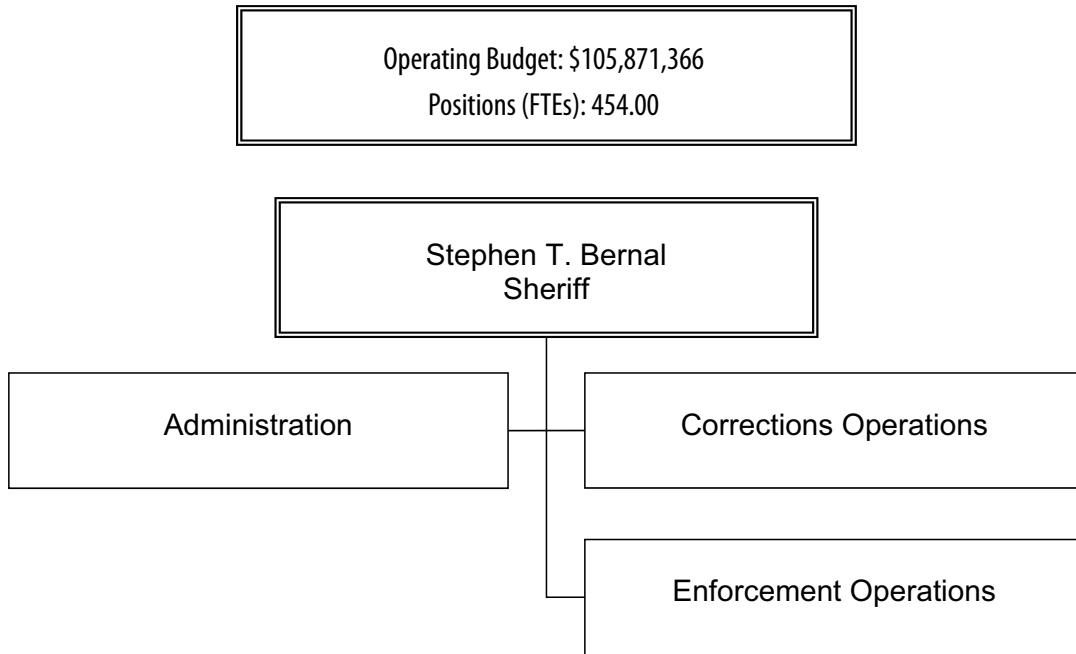 Operating Budget: $105,871,366
Positions (FTEs): 454.00
Stephen T. Bernal
Sheriff
Administration
Corrections Operations
Enforcement Operations